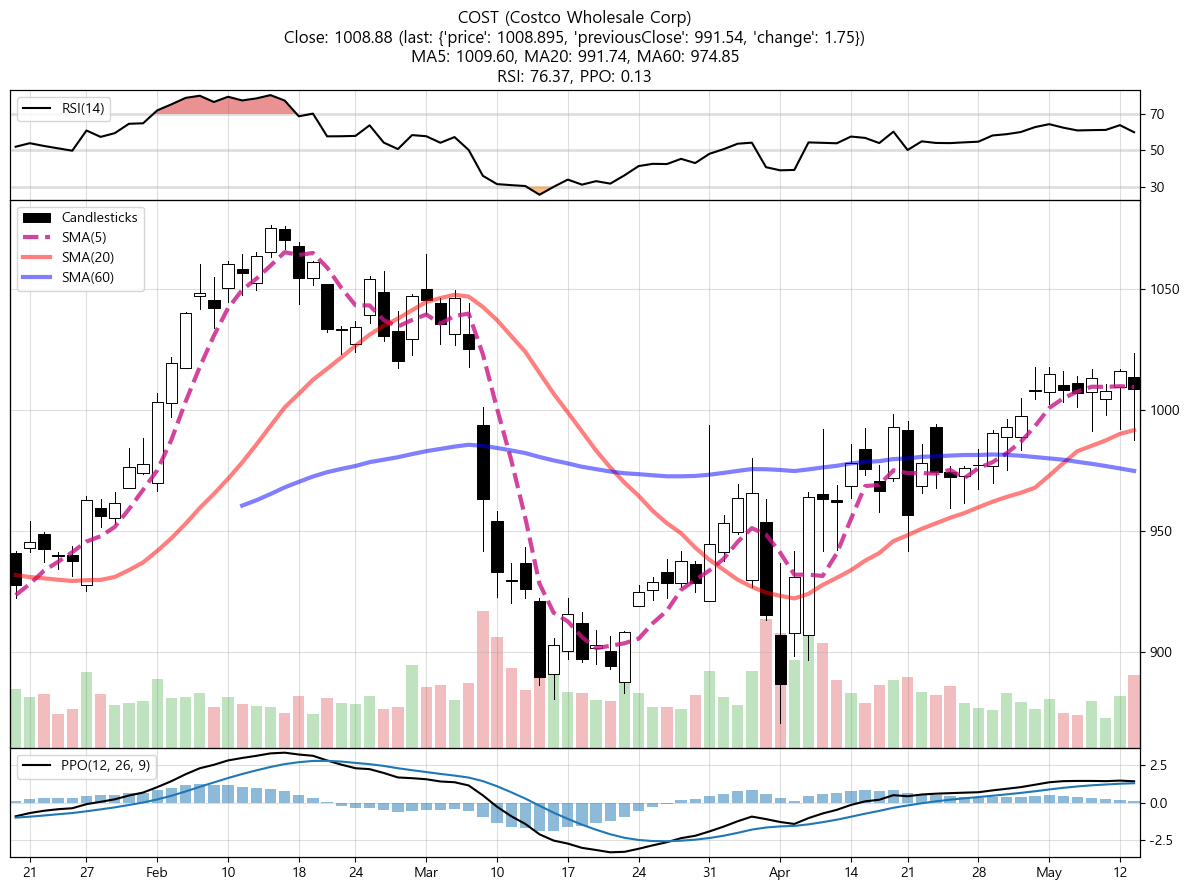 COST (Costco Wholesale Corp)
Close: 1008.88 (last: {'price': 1008.895, 'previousClose': 991.54, 'change': 1.75})
MA5: 1009.60, MA20: 991.74, MA60: 974.85
RSI: 76.37, PPO: 0.13
RSI(14)
70
50
30
Candlesticks
SMA(5)
SMA(20)
SMA(60)
1050
1000
950
900
PPO(12, 26, 9)
2.5
0.0
-2.5
21 27 Feb 10 18 24 Mar 10 17 24 31 Apr 14 21 28 May 12